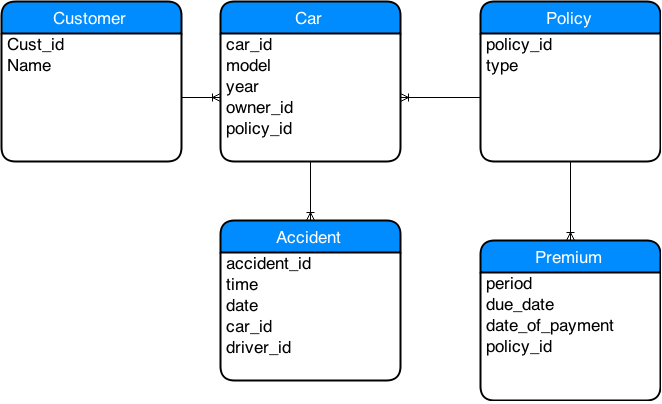 Customer
Cust_id
Name
Car
car_id
model
year
owner_id
policy_id
Policy
policy_id
type
Accident
accident_id
time
date
car_id
driver_id
Premium
period
due_date
date_of_payment
policy_id